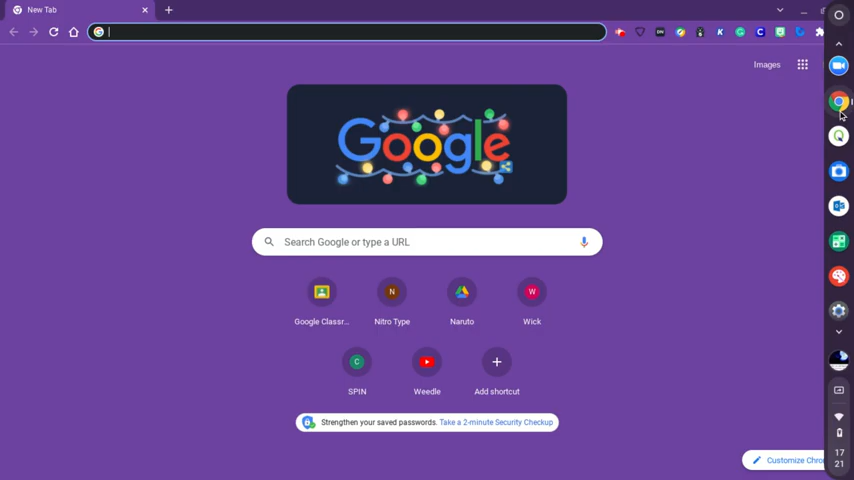 New Tab
Images
Google
Search Google or type a URL
N
W
Google Classr...
Nitro Type
Naruto
Wick
C
SPIN
Weedle
Add shortcut
Strengthen your saved passwords. Take a 2-minute Security Checkup
Customize Chro
17
21